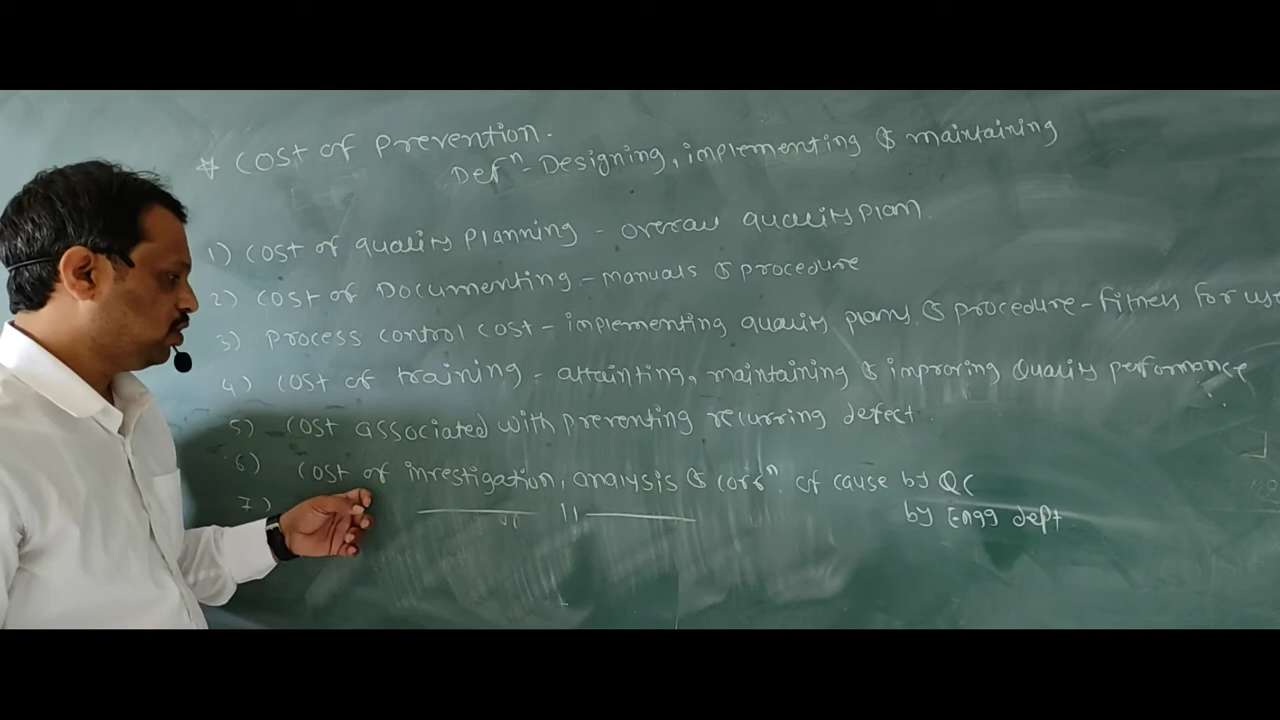 * Cost of Prevention.
Defⁿ - Designing, implementing & maintaining
1) Cost of quality planning - overall quality plan.
2) Cost of Documenting - manuals & procedure
3) Process control cost - implementing quality plans & procedure - Fitness for use
4) Cost of training - attainting, maintaining & improving Quality performance
5) Cost associated with preventing recurring defect.
6) Cost of investigation, analysis & corrⁿ. of cause by QC
7) —— 11 —— by Engg dept.